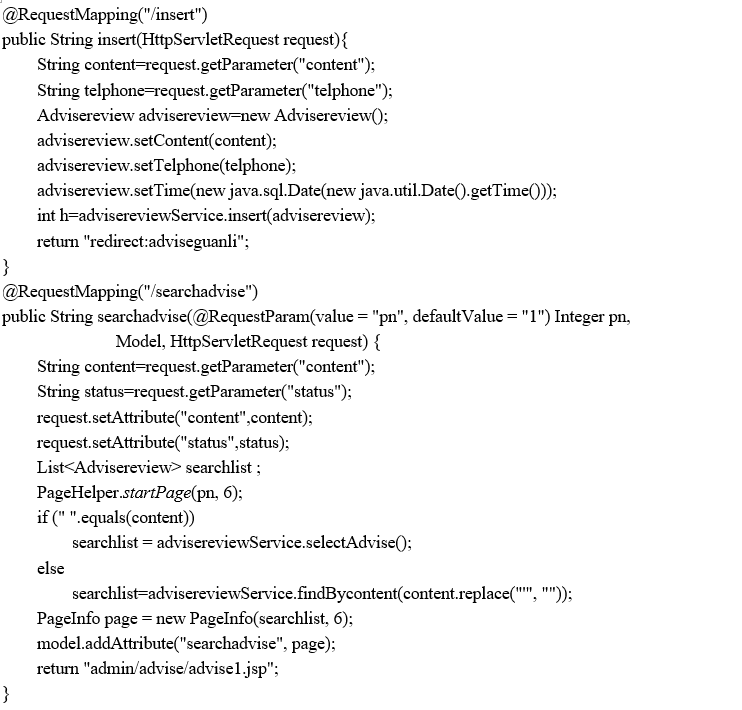 @RequestMapping("/insert")
public String insert(HttpServletRequest request){
String content=request.getParameter("content");
String telphone=request.getParameter("telphone");
Advisereview advisereview=new Advisereview();
advisereview.setContent(content);
advisereview.setTelphone(telphone);
advisereview.setTime(new java.sql.Date(new java.util.Date().getTime()));
int h=advisereviewService.insert(advisereview);
return "redirect:adviseguanli";
}
@RequestMapping("/searchadvise")
public String searchadvise(@RequestParam(value = "pn", defaultValue = "1") Integer pn,
Model, HttpServletRequest request) {
String content=request.getParameter("content");
String status=request.getParameter("status");
request.setAttribute("content",content);
request.setAttribute("status",status);
List<Advisereview> searchlist ;
PageHelper.startPage(pn, 6);
if (" ".equals(content))
searchlist = advisereviewService.selectAdvise();
else
searchlist=advisereviewService.findBycontent(content.replace("'", ""));
PageInfo page = new PageInfo(searchlist, 6);
model.addAttribute("searchadvise", page);
return "admin/advise/advise1.jsp";
}